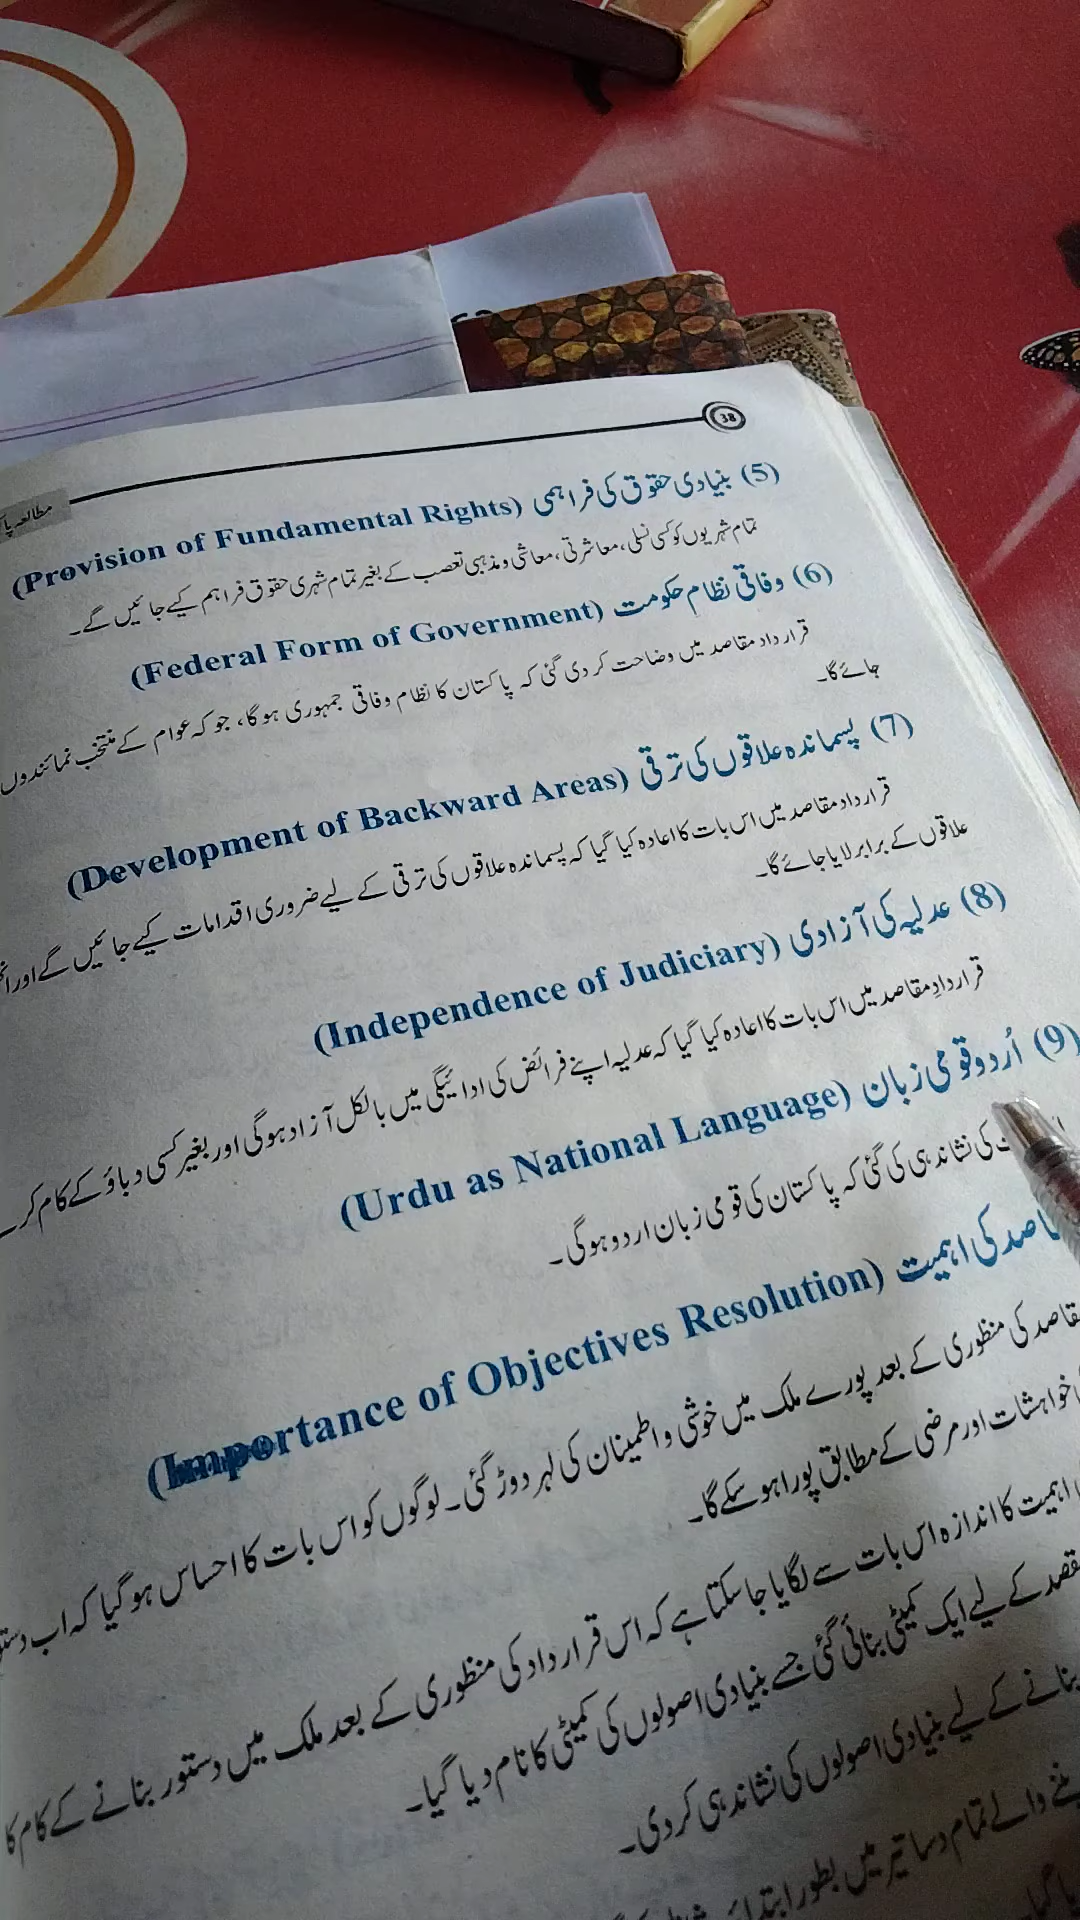 38
مطالعہ
(5) بنیادی حقوق کی فراہمی (Provision of Fundamental Rights)
تمام شہریوں کو کسی نسلی، معاشرتی، معاشی و مذہبی تعصب کے بغیر تمام شہری حقوق فراہم کیے جائیں گے۔
(6) وفاقی نظام حکومت (Federal Form of Government)
قرارداد مقاصد میں وضاحت کر دی گئی کہ پاکستان کا نظام وفاقی جمہوری ہوگا، جو کہ عوام کے منتخب نمائندوں
جائے گا۔
(7) پسماندہ علاقوں کی ترقی (Development of Backward Areas)
قرارداد مقاصد میں اس بات کا اعادہ کیا گیا کہ پسماندہ علاقوں کی ترقی کے لیے ضروری اقدامات کیے جائیں گے اور
علاقوں کے برابر لایا جائے گا۔
(8) عدلیہ کی آزادی (Independence of Judiciary)
قراردادِ مقاصد میں اس بات کا اعادہ کیا گیا کہ عدلیہ اپنے فرائض کی ادائیگی میں بالکل آزاد ہوگی اور بغیر کسی دباؤ کے کام کر
(9) اُردو قومی زبان (Urdu as National Language)
کی نشاندہی کی گئی کہ پاکستان کی قومی زبان اردو ہوگی۔
کی اہمیت (Importance of Objectives Resolution)
کی منظوری کے بعد پورے ملک میں خوشی و اطمینان کی لہر دوڑ گئی۔ لوگوں کو اس بات کا احساس ہو گیا کہ اب
خواہشات اور مرضی کے مطابق پورا ہو سکے گا۔
اہمیت کا اندازہ اس بات سے لگایا جا سکتا ہے کہ اس قرارداد کی منظوری کے بعد ملک میں دستور بنانے کے کام کا
کے لیے ایک کمیٹی بنائی گئی جسے بنیادی اصولوں کی کمیٹی کا نام دیا گیا۔
بنانے کے لیے بنیادی اصولوں کی نشاندہی کر دی۔
والے تمام دساتیر میں بطور